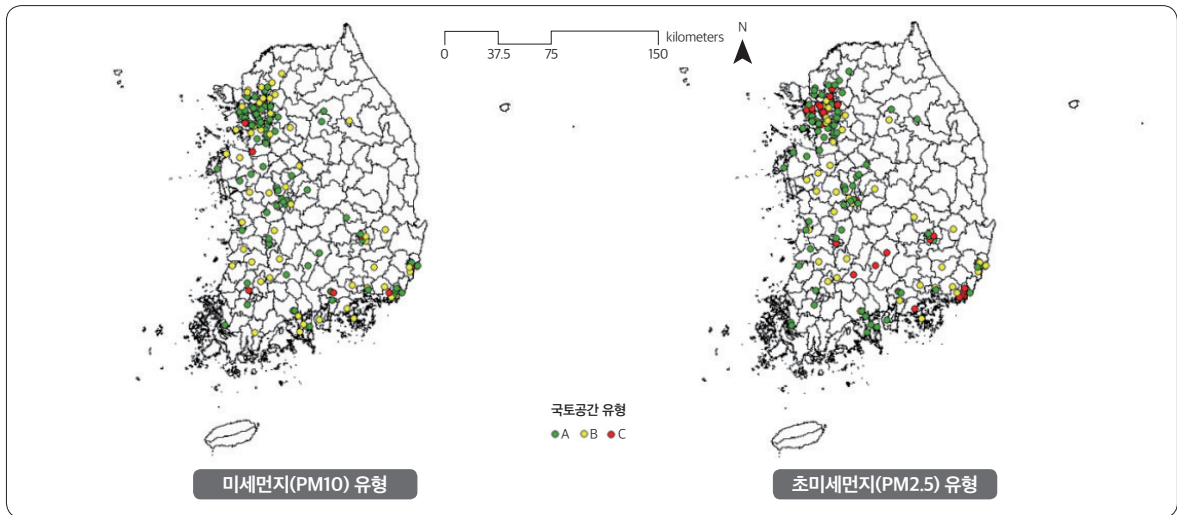 N
kilometers
0 37.5 75 150
국토공간 유형
A B C
미세먼지(PM10) 유형
초미세먼지(PM2.5) 유형